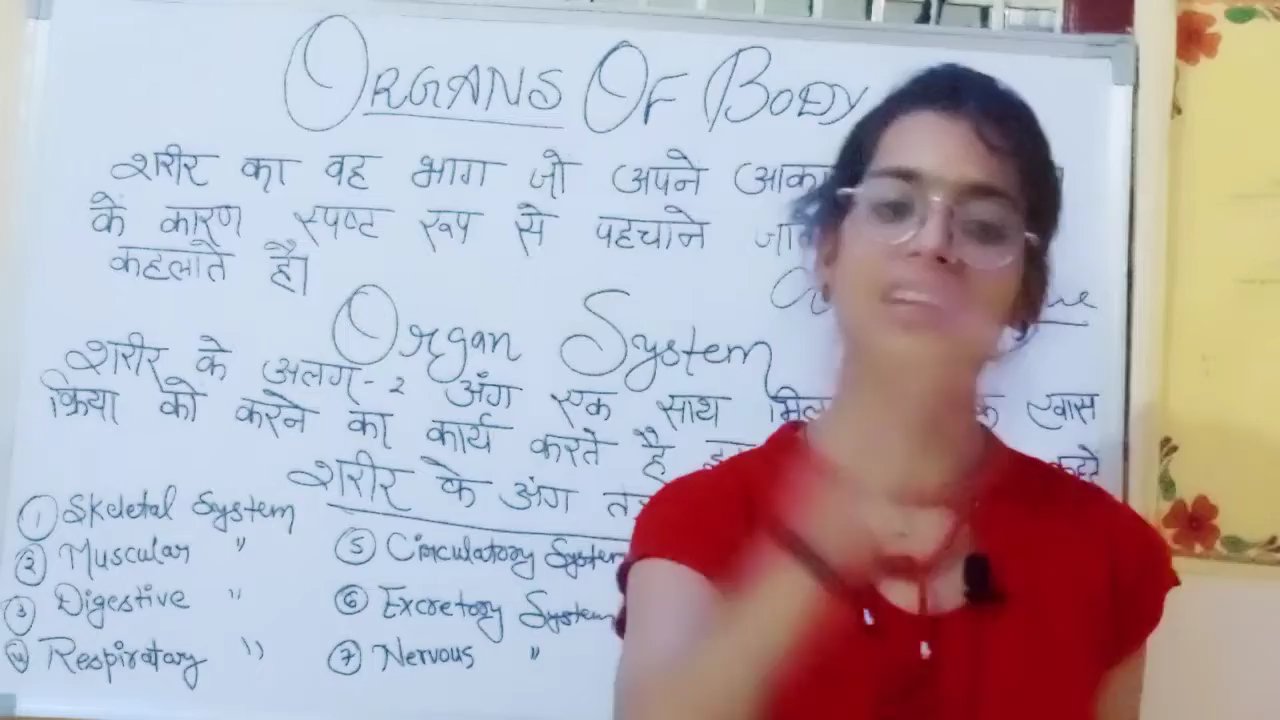 ORGANS OF BODY
शरीर का वह भाग जो अपने
के कारण स्पष्ट रूप से पहचाने
कहलाते है।
Organ System
शरीर के अलग-2 अंग एक साथ खास
क्रिया को करने का कार्य करते है
शरीर के अंग
① Skeletal System
② Muscular "
③ Digestive "
④ Respiratory "
⑤ Circulatory System
⑥ Excretory System
⑦ Nervous "